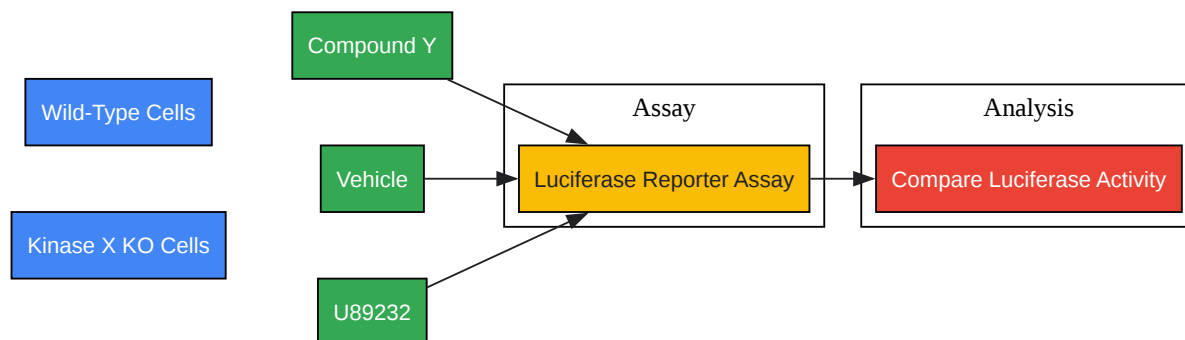 Compound Y
Wild-Type Cells
Assay
Analysis
Vehicle
Luciferase Reporter Assay
Compare Luciferase Activity
Kinase X KO Cells
U89232